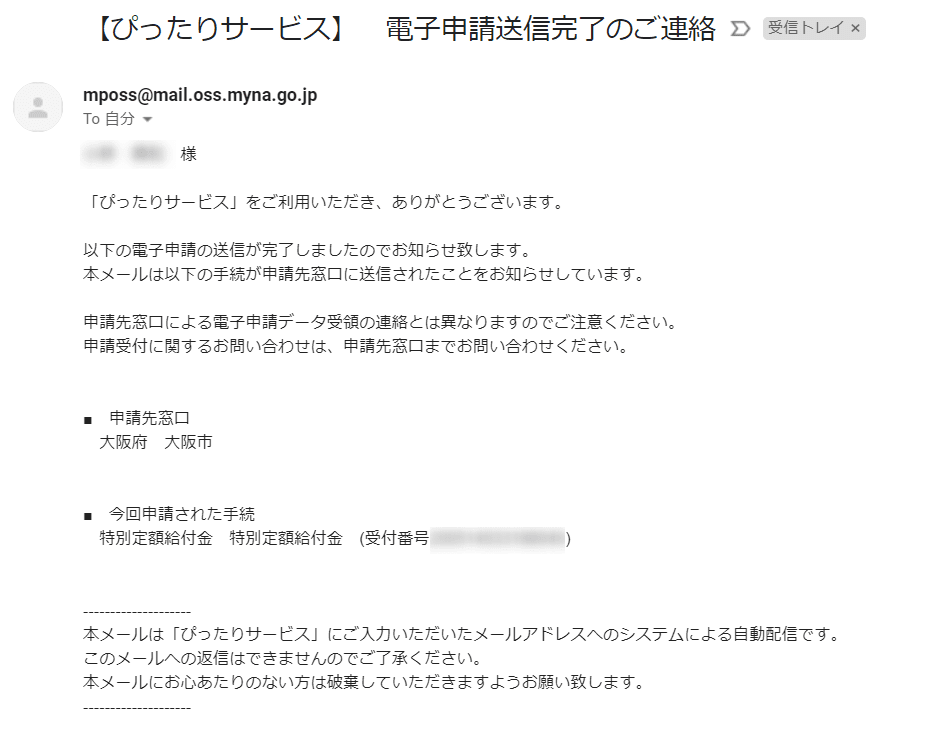 【ぴったりサービス】　電子申請送信完了のご連絡 受信トレイ ×
mposs@mail.oss.myna.go.jp
To 自分
様
「ぴったりサービス」をご利用いただき、ありがとうございます。
以下の電子申請の送信が完了しましたのでお知らせ致します。
本メールは以下の手続が申請先窓口に送信されたことをお知らせしています。
申請先窓口による電子申請データ受領の連絡とは異なりますのでご注意ください。
申請受付に関するお問い合わせは、申請先窓口までお問い合わせください。
■　申請先窓口
大阪府　大阪市
■　今回申請された手続
特別定額給付金　特別定額給付金　(受付番号)
--------------------
本メールは「ぴったりサービス」にご入力いただいたメールアドレスへのシステムによる自動配信です。
このメールへの返信はできませんのでご了承ください。
本メールにお心あたりのない方は破棄していただきますようお願い致します。
--------------------